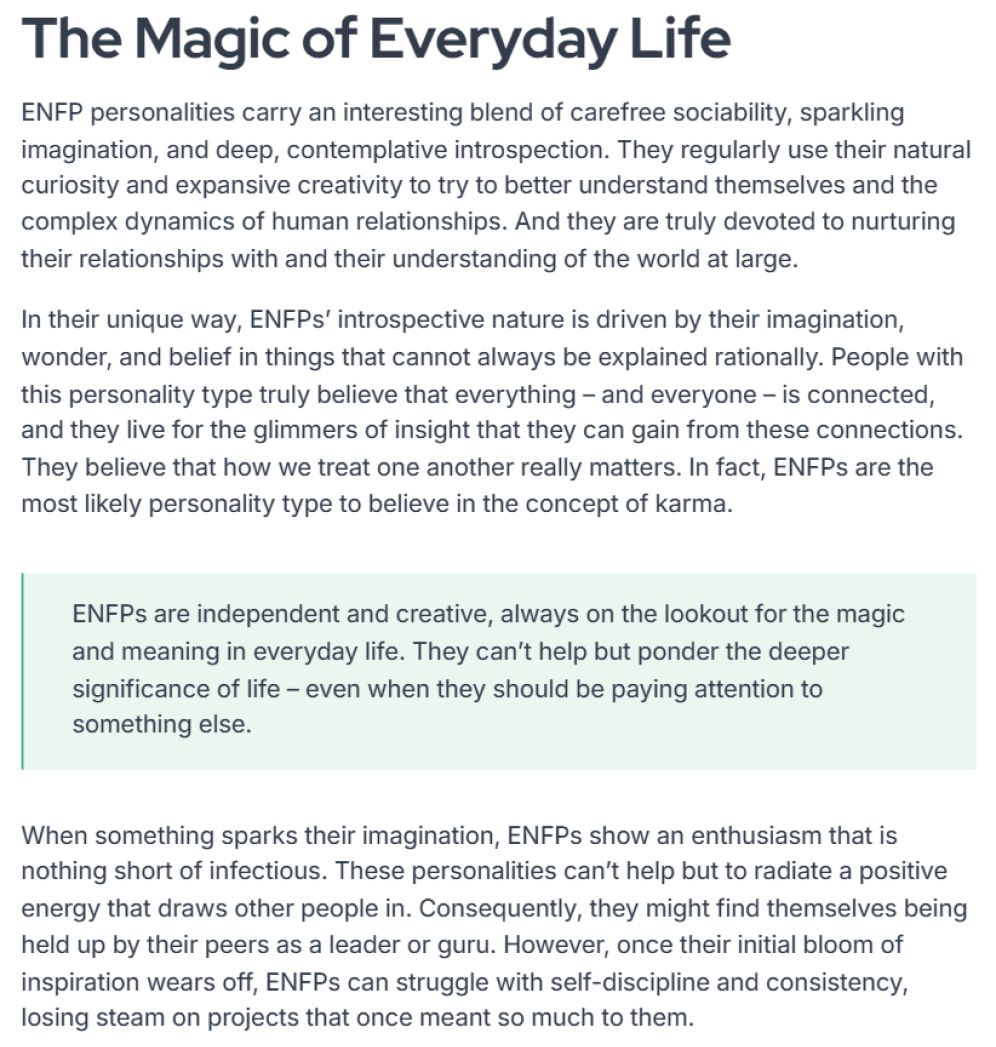 The Magic of Everyday Life
ENFP personalities carry an interesting blend of carefree sociability, sparkling
imagination, and deep, contemplative introspection. They regularly use their natural
curiosity and expansive creativity to try to better understand themselves and the
complex dynamics of human relationships. And they are truly devoted to nurturing
their relationships with and their understanding of the world at large.
In their unique way, ENFPs’ introspective nature is driven by their imagination,
wonder, and belief in things that cannot always be explained rationally. People with
this personality type truly believe that everything – and everyone – is connected,
and they live for the glimmers of insight that they can gain from these connections.
They believe that how we treat one another really matters. In fact, ENFPs are the
most likely personality type to believe in the concept of karma.
ENFPs are independent and creative, always on the lookout for the magic
and meaning in everyday life. They can’t help but ponder the deeper
significance of life – even when they should be paying attention to
something else.
When something sparks their imagination, ENFPs show an enthusiasm that is
nothing short of infectious. These personalities can’t help but to radiate a positive
energy that draws other people in. Consequently, they might find themselves being
held up by their peers as a leader or guru. However, once their initial bloom of
inspiration wears off, ENFPs can struggle with self-discipline and consistency,
losing steam on projects that once meant so much to them.